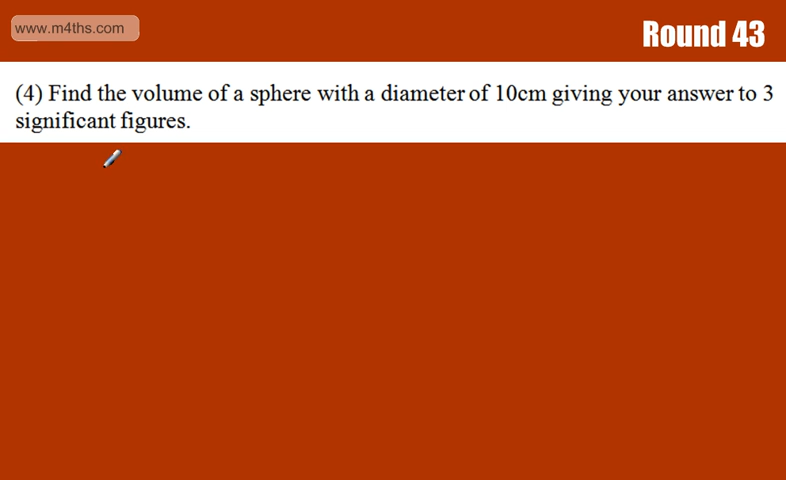 www.m4ths.com
Round 43
(4) Find the volume of a sphere with a diameter of 10cm giving your answer to 3
significant figures.